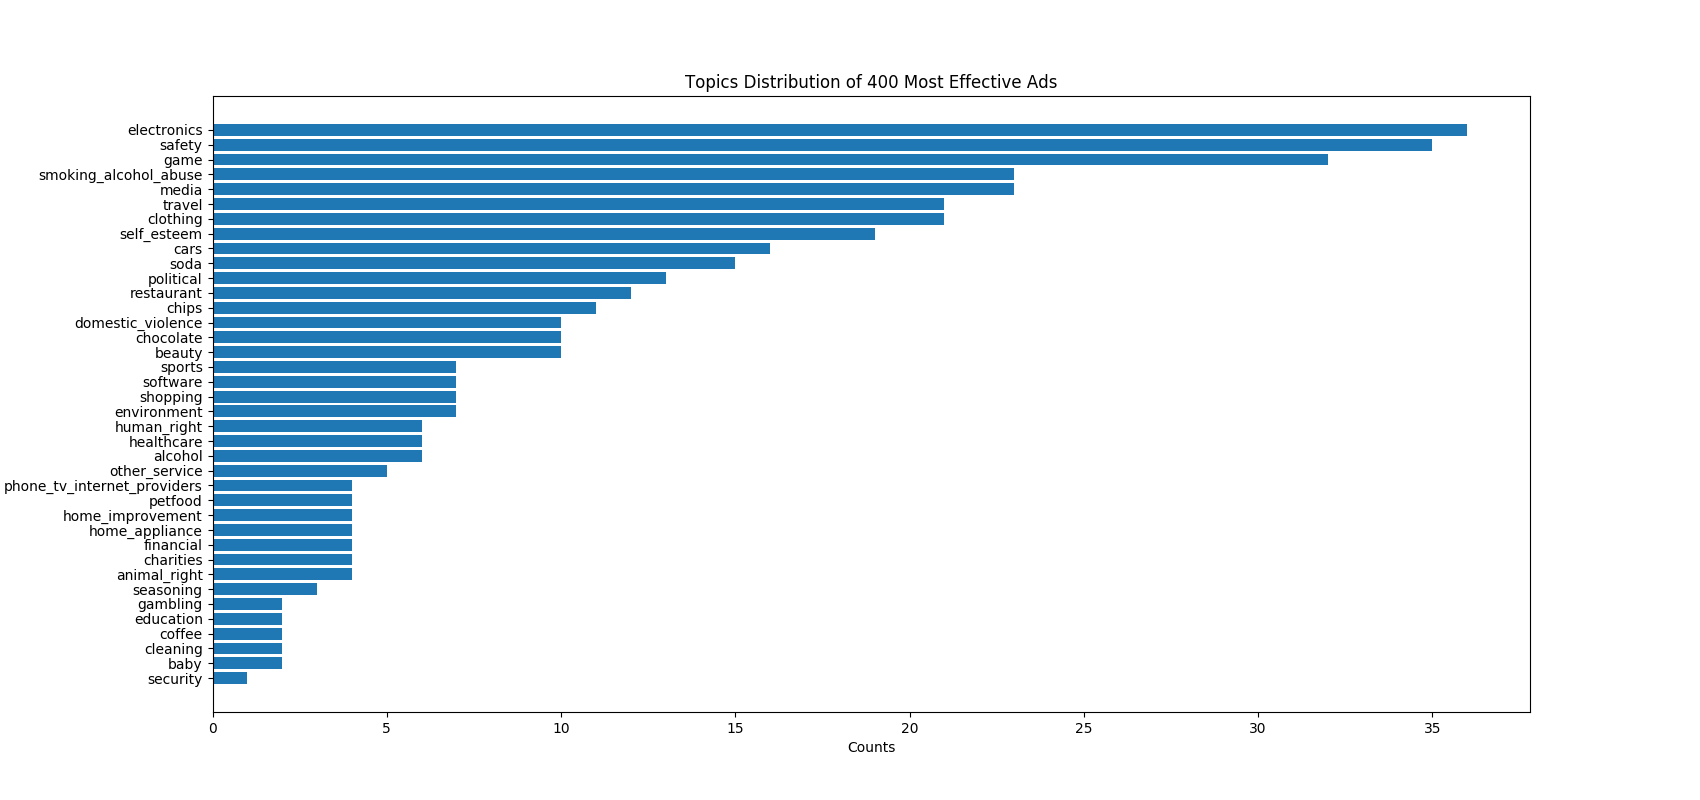 Topics Distribution of 400 Most Effective Ads
electronics
safety
game
smoking_alcohol_abuse
media
travel
clothing
self_esteem
cars
soda
political
restaurant
chips
domestic_violence
chocolate
beauty
sports
software
shopping
environment
human_right
healthcare
alcohol
other_service
phone_tv_internet_providers
petfood
home_improvement
home_appliance
financial
charities
animal_right
seasoning
gambling
education
coffee
cleaning
baby
security
0 5 10 15 20 25 30 35
Counts